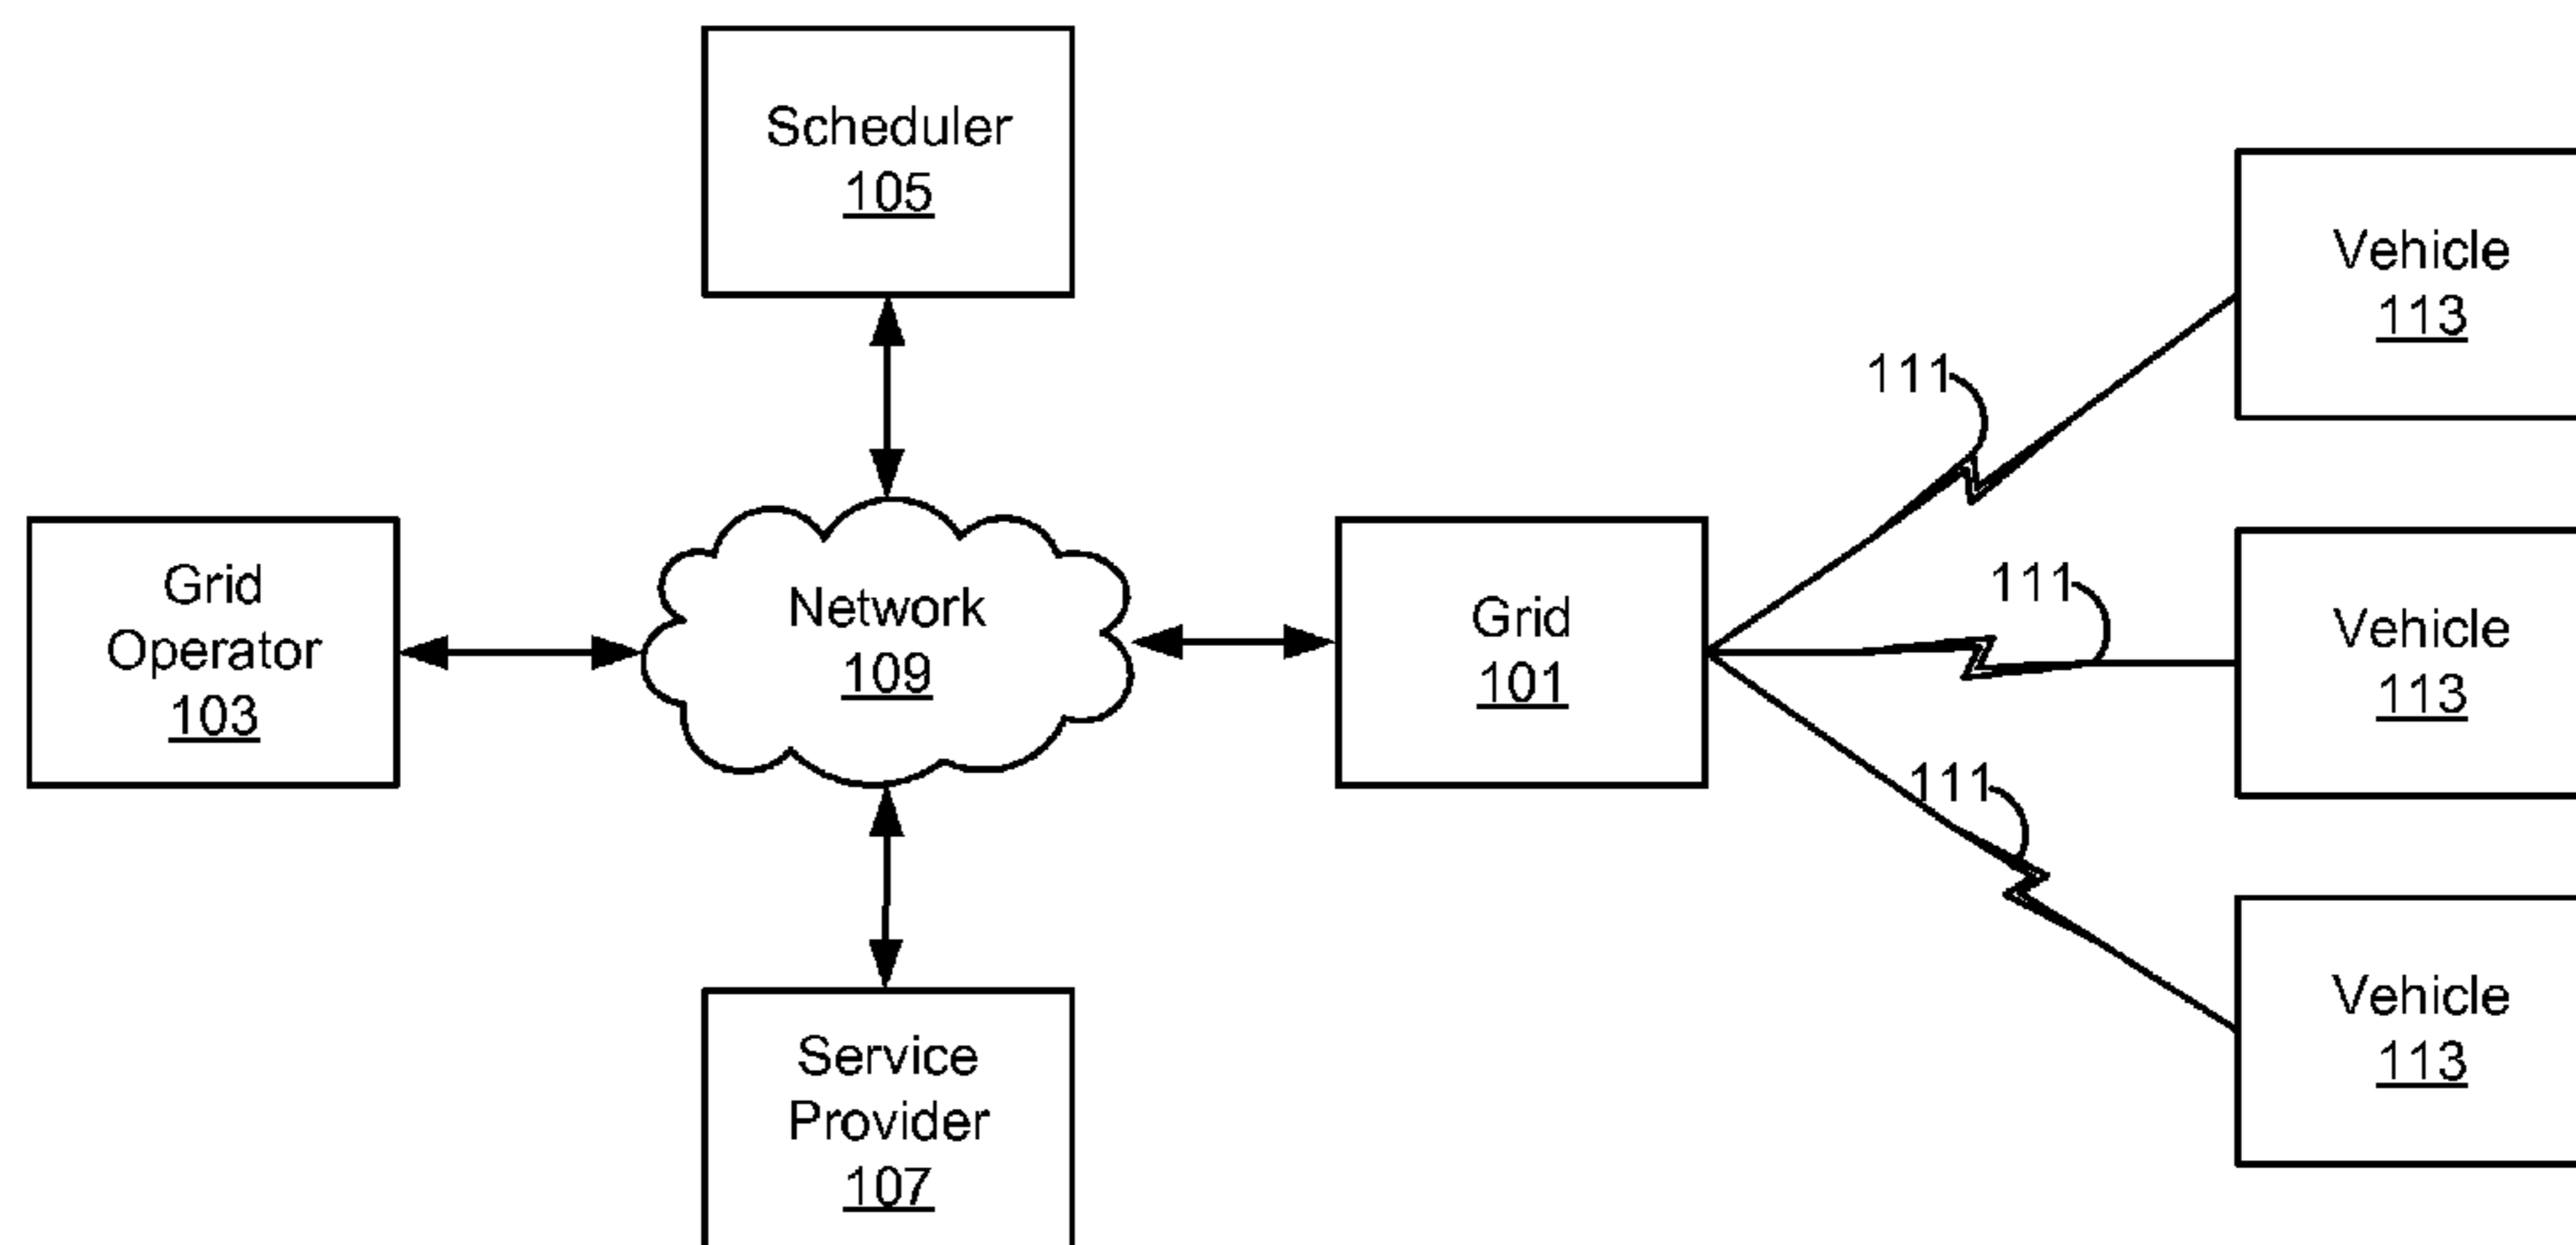 Scheduler
105
Vehicle
113
111
Grid
Operator
103
Network
109
Grid
101
111
Vehicle
113
111
Service
Provider
107
Vehicle
113